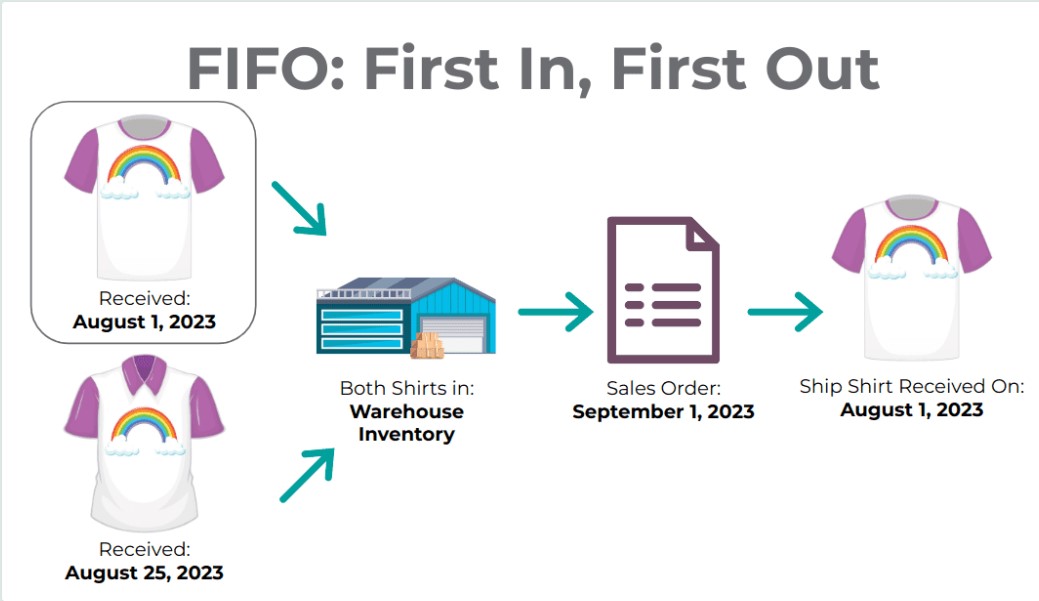 FIFO: First In, First Out
Received:
August 1, 2023
Received:
August 25, 2023
Both Shirts in:
Warehouse
Inventory
Sales Order:
September 1, 2023
Ship Shirt Received On:
August 1, 2023